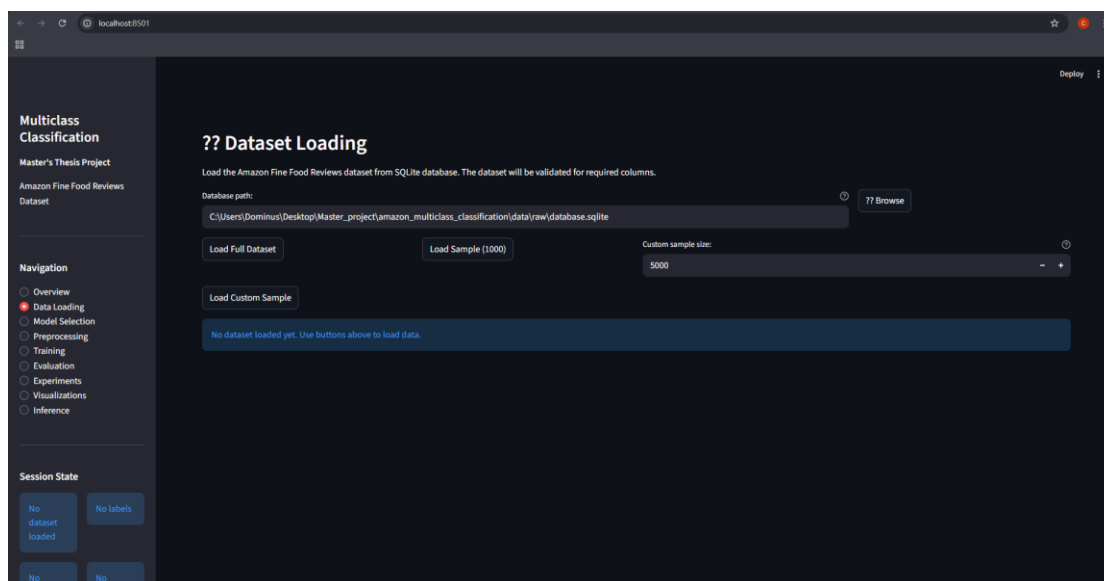 localhost:8501
C
Deploy
Multiclass
Classification
Master's Thesis Project
Amazon Fine Food Reviews
Dataset
Navigation
Overview
Data Loading
Model Selection
Preprocessing
Training
Evaluation
Experiments
Visualizations
Inference
Session State
No
dataset
loaded
No labels
No
No
?? Dataset Loading
Load the Amazon Fine Food Reviews dataset from SQLite database. The dataset will be validated for required columns.
Database path:
C:\Users\Dominus\Desktop\Master_project\amazon_multiclass_classification\data\raw\database.sqlite
?? Browse
Load Full Dataset
Load Sample (1000)
Custom sample size:
5000
Load Custom Sample
No dataset loaded yet. Use buttons above to load data.